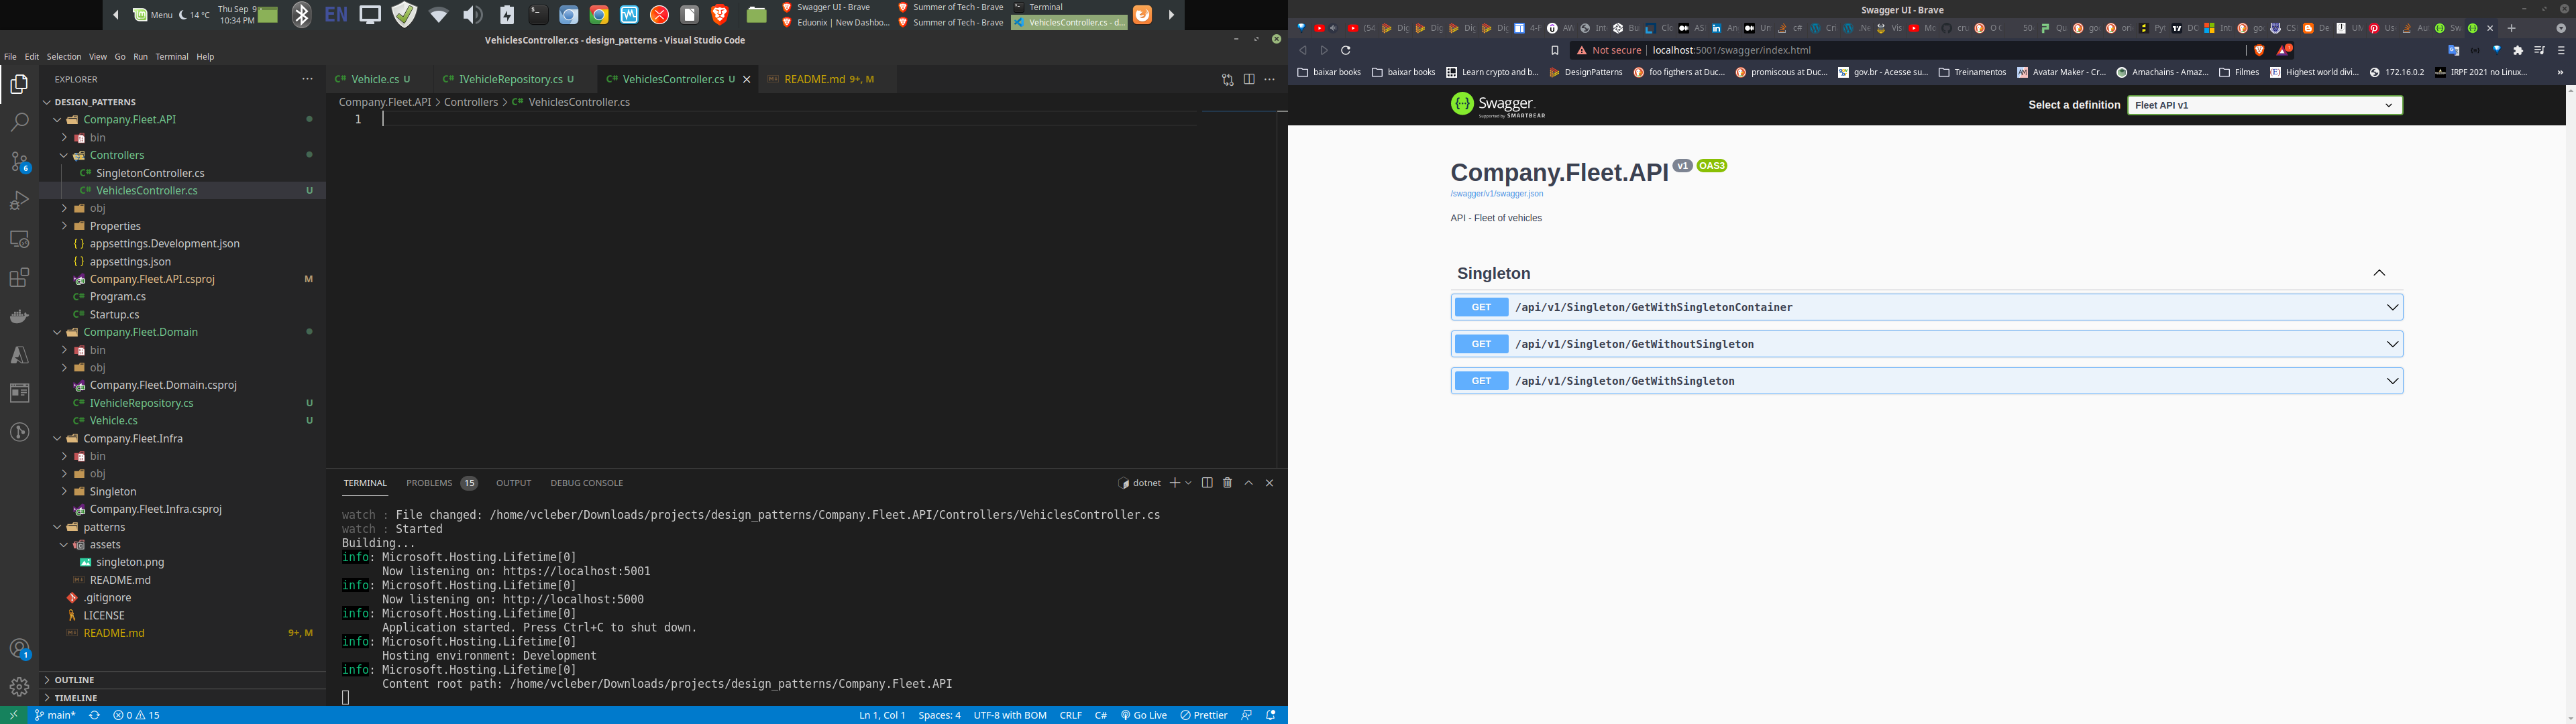 Menu
14 °C
Thu Sep 9
10:34 PM
EN
Swagger UI - Brave
Eduonix | New Dashbo...
Summer of Tech - Brave
Summer of Tech - Brave
Terminal
VehiclesController.cs - d...
VehiclesController.cs - design_patterns - Visual Studio Code
File Edit Selection View Go Run Terminal Help
EXPLORER
DESIGN_PATTERNS
Company.Fleet.API
bin
Controllers
SingletonController.cs
VehiclesController.cs U
obj
Properties
appsettings.Development.json
appsettings.json
Company.Fleet.API.csproj M
Program.cs
Startup.cs
Company.Fleet.Domain
bin
obj
Company.Fleet.Domain.csproj
IVehicleRepository.cs U
Vehicle.cs U
Company.Fleet.Infra
bin
obj
Singleton
Company.Fleet.Infra.csproj
patterns
assets
singleton.png
README.md
.gitignore
LICENSE
README.md 9+, M
OUTLINE
TIMELINE
6
1
Vehicle.cs U
IVehicleRepository.cs U
VehiclesController.cs U
README.md 9+, M
Company.Fleet.API > Controllers > VehiclesController.cs
1
TERMINAL PROBLEMS 15 OUTPUT DEBUG CONSOLE
dotnet
watch : File changed: /home/vcleber/Downloads/projects/design_patterns/Company.Fleet.API/Controllers/VehiclesController.cs
watch : Started
Building...
info: Microsoft.Hosting.Lifetime[0]
Now listening on: https://localhost:5001
info: Microsoft.Hosting.Lifetime[0]
Now listening on: http://localhost:5000
info: Microsoft.Hosting.Lifetime[0]
Application started. Press Ctrl+C to shut down.
info: Microsoft.Hosting.Lifetime[0]
Hosting environment: Development
info: Microsoft.Hosting.Lifetime[0]
Content root path: /home/vcleber/Downloads/projects/design_patterns/Company.Fleet.API
main*
0 15
Ln 1, Col 1 Spaces: 4 UTF-8 with BOM CRLF C# Go Live Prettier
Swagger UI - Brave
Not secure | localhost:5001/swagger/index.html
baixar books
baixar books
Learn crypto and b...
DesignPatterns
foo figthers at Duc...
promiscous at Duc...
gov.br - Acesse su...
Treinamentos
Avatar Maker - Cr...
Amachains - Amaz...
Filmes
Highest world divi...
172.16.0.2
IRPF 2021 no Linux...
Swagger
Supported by SMARTBEAR
Select a definition
Fleet API v1
Company.Fleet.API v1 OAS3
/swagger/v1/swagger.json
API - Fleet of vehicles
Singleton
GET /api/v1/Singleton/GetWithSingletonContainer
GET /api/v1/Singleton/GetWithoutSingleton
GET /api/v1/Singleton/GetWithSingleton